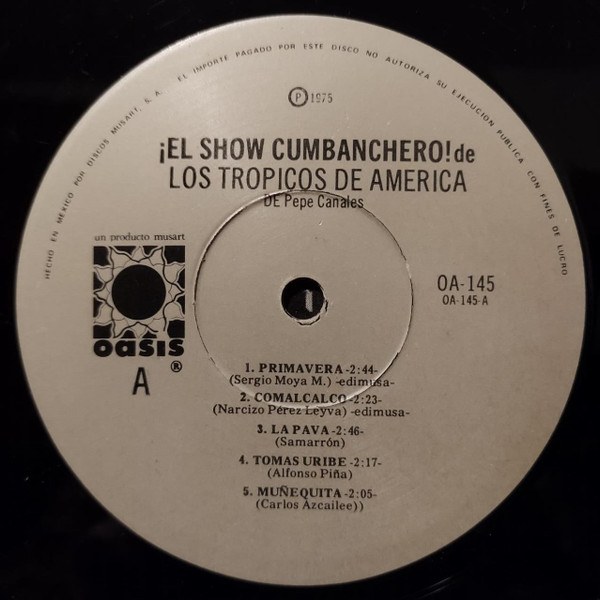 HECHO EN MEXICO POR DISCOS MUSART, S. A. EL IMPORTE PAGADO POR ESTE DISCO NO AUTORIZA SU EJECUCION PUBLICA CON FINES DE LUCRO
Ⓟ1975
¡EL SHOW CUMBANCHERO! de
LOS TROPICOS DE AMERICA
DE Pepe Canales
un producto musart
oasis
®
A
OA-145
OA-145-A
1. PRIMAVERA -2:44-
(Sergio Moya M.) -edimusa-
2. COMALCALCO -2:23-
(Narcizo Pérez Leyva) -edimusa-
3. LA PAVA -2:46-
(Samarrón)
4. TOMAS URIBE -2:17-
(Alfonso Piña)
5. MUÑEQUITA -2:05-
(Carlos Azcailee))